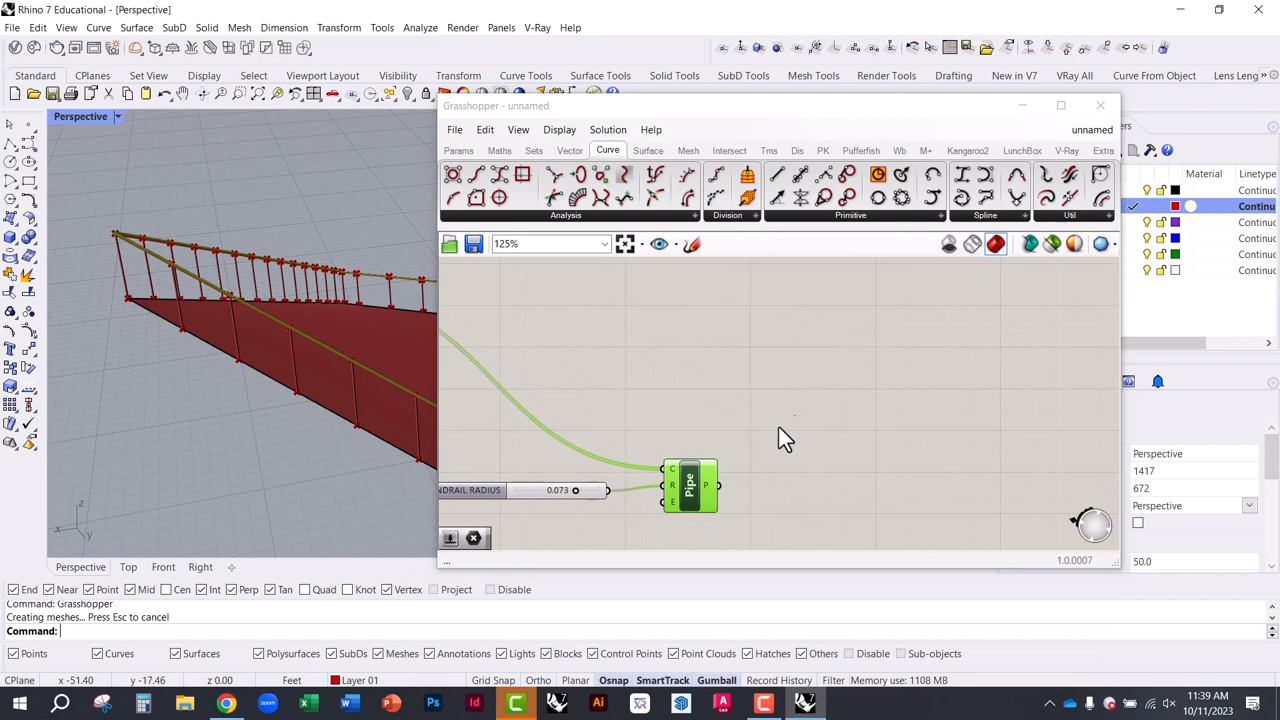 Rhino 7 Educational - [Perspective]
File Edit View Curve Surface SubD Solid Mesh Dimension Transform Tools Analyze Render Panels V-Ray Help
Standard CPlanes Set View Display Select Viewport Layout Visibility Transform Curve Tools Surface Tools Solid Tools SubD Tools Mesh Tools Render Tools Drafting New in V7 VRay All Curve From Object Lens Leng
Perspective
Grasshopper - unnamed
File Edit View Display Solution Help unnamed
Params Maths Sets Vector Curve Surface Mesh Intersect Tms Dis PK Pufferfish Wb M+ Kangaroo2 LunchBox V-Ray Extra
Analysis Division Primitive Spline Util
125%
C
R
E
Pipe
P
NDRAIL RADIUS 0.073
...
1.0.0007
ers
Material Linetype
Continuc
Continu
Continuc
Continuc
Continuc
Continuc
Perspective
1417
672
Perspective
50.0
z
x
y
Perspective Top Front Right
End Near Point Mid Cen Int Perp Tan Quad Knot Vertex Project Disable
Command: Grasshopper
Creating meshes... Press Esc to cancel
Command:
Points Curves Surfaces Polysurfaces SubDs Meshes Annotations Lights Blocks Control Points Point Clouds Hatches Others Disable Sub-objects
CPlane x -51.40 y -17.46 z 0.00 Feet Layer 01 Grid Snap Ortho Planar Osnap SmartTrack Gumball Record History Filter Memory use: 1108 MB
11:39 AM
10/11/2023